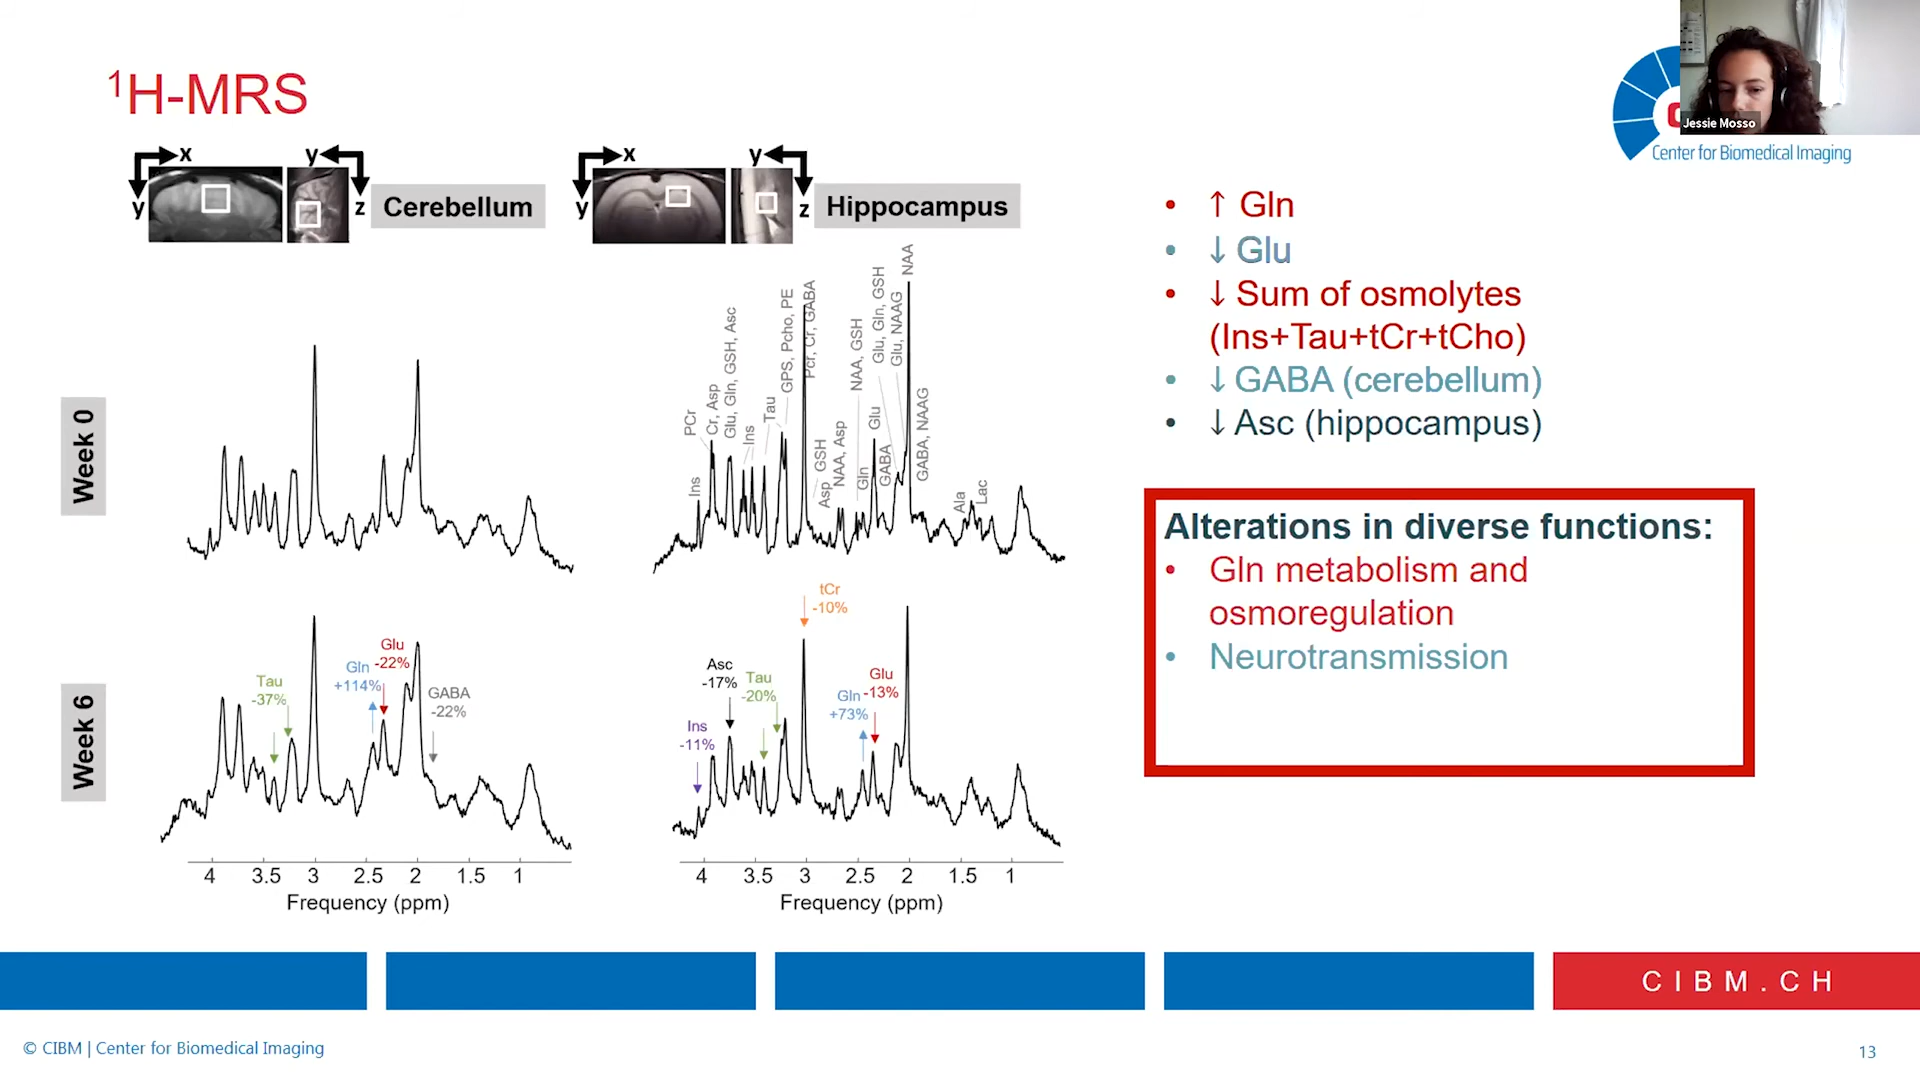 ¹H-MRS
Jessie Mosso
Center for Biomedical Imaging
x
y
y
z
Cerebellum
x
y
y
z
Hippocampus
• ↑ Gln
• ↓ Glu
• ↓ Sum of osmolytes
(Ins+Tau+tCr+tCho)
• ↓ GABA (cerebellum)
• ↓ Asc (hippocampus)
Alterations in diverse functions:
• Gln metabolism and
osmoregulation
• Neurotransmission
Week 0
Ins
PCr
Cr, Asp
Glu, Gln, GSH, Asc
Ins
Tau
GPS, Pcho, PE
Pcr, Cr, GABA
Asp
GSH
NAA, Asp
NAA, GSH
Gln
Glu
Glu, Gln, GSH
GABA
Glu, NAAG
NAA
GABA, NAAG
Ala
Lac
Week 6
Tau
-37%
Gln
+114%
Glu
-22%
GABA
-22%
Ins
-11%
Asc
-17%
Tau
-20%
tCr
-10%
Gln
+73%
Glu
-13%
4 3.5 3 2.5 2 1.5 1
Frequency (ppm)
4 3.5 3 2.5 2 1.5 1
Frequency (ppm)
CIBM.CH
© CIBM | Center for Biomedical Imaging
13